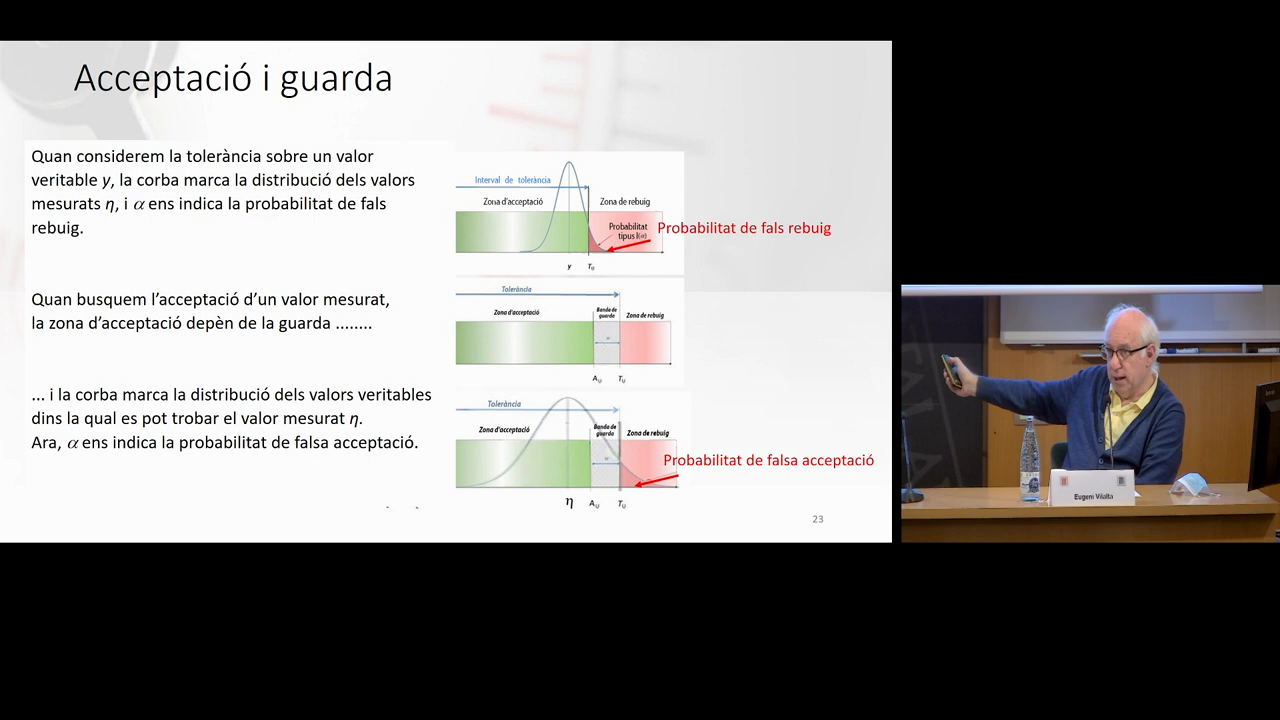 Acceptació i guarda
Quan considerem la tolerància sobre un valor
veritable y, la corba marca la distribució dels valors
mesurats η, i α ens indica la probabilitat de fals
rebuig.
Interval de tolerància
Zona d'acceptació
Zona de rebuig
Probabilitat
tipus I(α)
Probabilitat de fals rebuig
y
TU
Quan busquem l'acceptació d'un valor mesurat,
la zona d'acceptació depèn de la guarda ........
Tolerància
Zona d'acceptació
Banda de
guarda
Zona de rebuig
w
AU
TU
... i la corba marca la distribució dels valors veritables
dins la qual es pot trobar el valor mesurat η.
Ara, α ens indica la probabilitat de falsa acceptació.
Tolerància
Zona d'acceptació
Banda de
guarda
Zona de rebuig
w
Probabilitat de falsa acceptació
η
AU
TU
23
Eugeni Vilalta